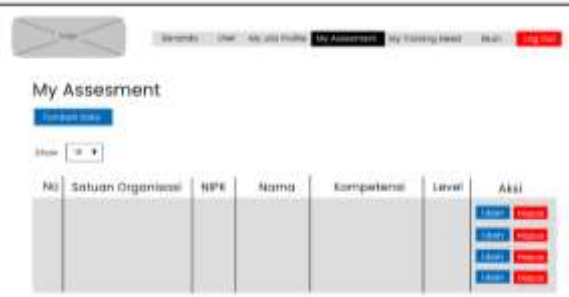 Logo
Beranda User My Job Profile My Assesment My Training Need Akun Log Out
My Assesment
Tambah Data
Show 10
No Satuan Organisasi NIPK Nama Kompetensi Level Aksi
Ubah Hapus
Ubah Hapus
Ubah Hapus
Ubah Hapus